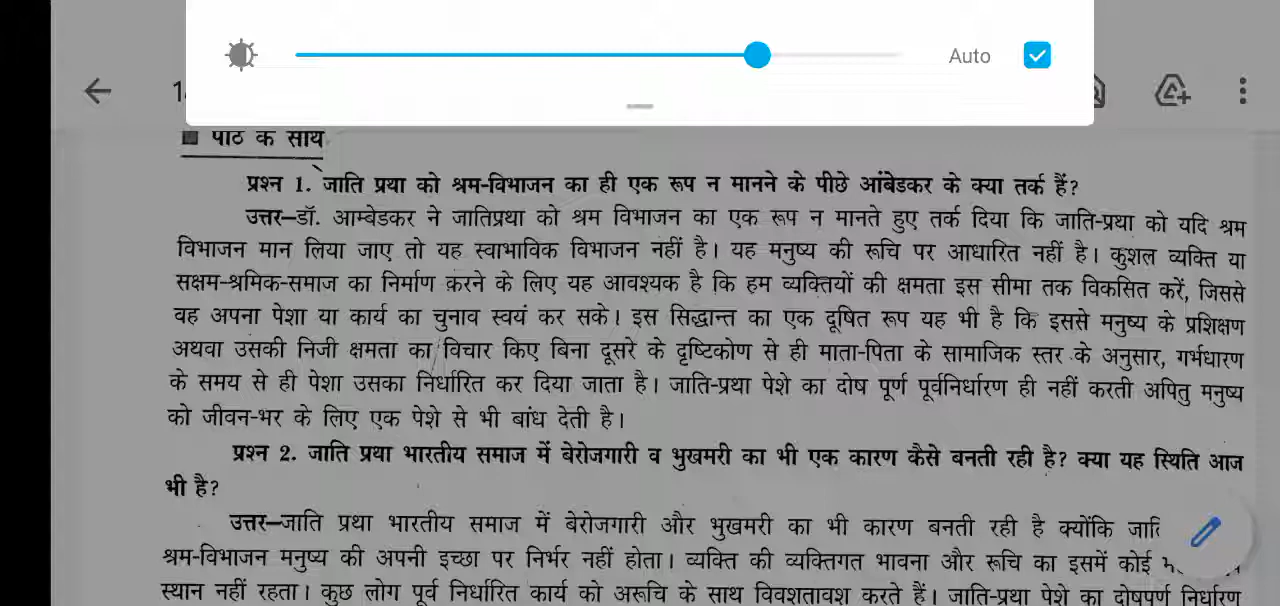 Auto
■ पाठ के साथ
प्रश्न 1. जाति प्रथा को श्रम-विभाजन का ही एक रूप न मानने के पीछे आंबेडकर के क्या तर्क हैं?
उत्तर–डॉ. आम्बेडकर ने जातिप्रथा को श्रम विभाजन का एक रूप न मानते हुए तर्क दिया कि जाति-प्रथा को यदि श्रम
विभाजन मान लिया जाए तो यह स्वाभाविक विभाजन नहीं है। यह मनुष्य की रूचि पर आधारित नहीं है। कुशल व्यक्ति या
सक्षम-श्रमिक-समाज का निर्माण करने के लिए यह आवश्यक है कि हम व्यक्तियों की क्षमता इस सीमा तक विकसित करें, जिससे
वह अपना पेशा या कार्य का चुनाव स्वयं कर सके। इस सिद्धान्त का एक दूषित रूप यह भी है कि इससे मनुष्य के प्रशिक्षण
अथवा उसकी निजी क्षमता का विचार किए बिना दूसरे के दृष्टिकोण से ही माता-पिता के सामाजिक स्तर के अनुसार, गर्भधारण
के समय से ही पेशा उसका निर्धारित कर दिया जाता है। जाति-प्रथा पेशे का दोष पूर्ण पूर्वनिर्धारण ही नहीं करती अपितु मनुष्य
को जीवन-भर के लिए एक पेशे से भी बांध देती है।
प्रश्न 2. जाति प्रथा भारतीय समाज में बेरोजगारी व भुखमरी का भी एक कारण कैसे बनती रही है? क्या यह स्थिति आज
भी है?
उत्तर–जाति प्रथा भारतीय समाज में बेरोजगारी और भुखमरी का भी कारण बनती रही है क्योंकि
श्रम-विभाजन मनुष्य की अपनी इच्छा पर निर्भर नहीं होता। व्यक्ति की व्यक्तिगत भावना और रूचि का इसमें कोई
स्थान नहीं रहता। कुछ लोग पूर्व निर्धारित कार्य को अरूचि के साथ विवशतावश करते हैं। जाति-प्रथा पेशे का दोषपूर्ण निर्धारण